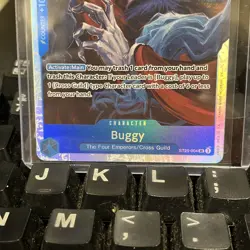 Counter +1
Activate: Main You may trash 1 card from your hand and
trash this Character: If your Leader is [Buggy], play up to
1 {Cross Guild} type Character card with a cost of or less
from your hand.
CHARACTER
Buggy
The Four Emperors/Cross Guild
J K L
N M < ,